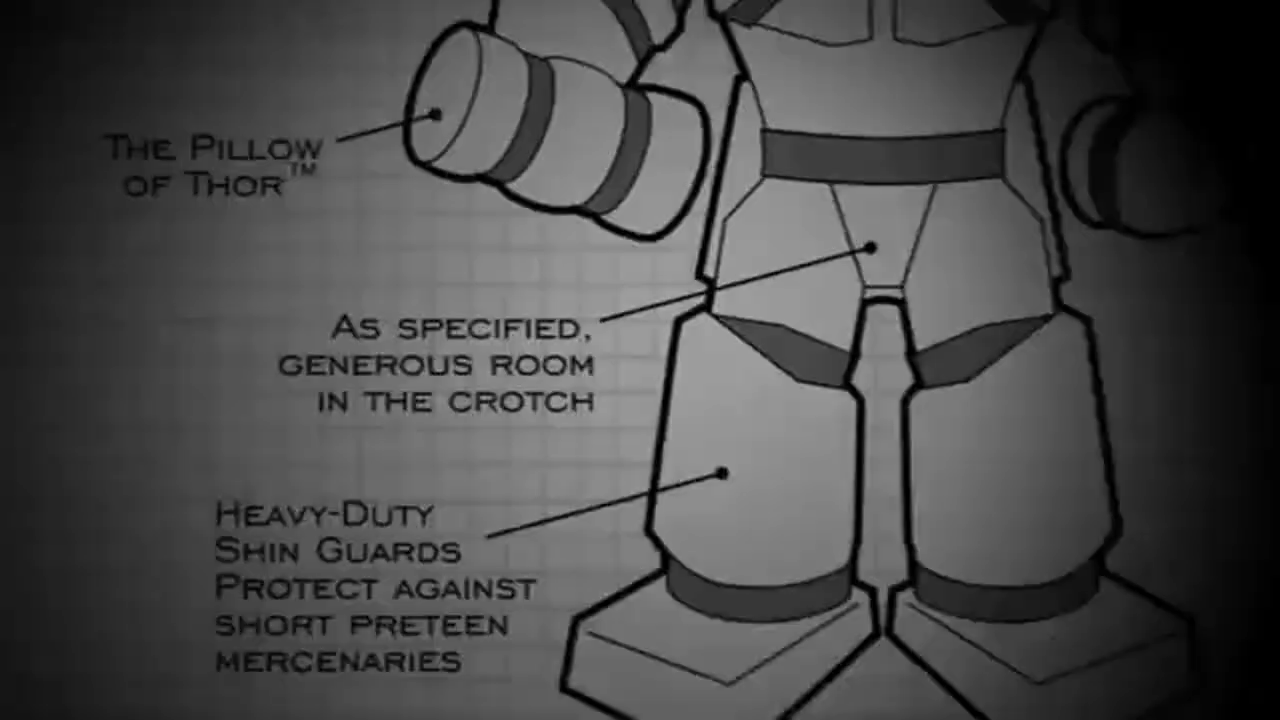 The Pillow
of Thor™
As specified,
generous room
in the crotch
Heavy-Duty
Shin Guards
Protect against
short preteen
mercenaries